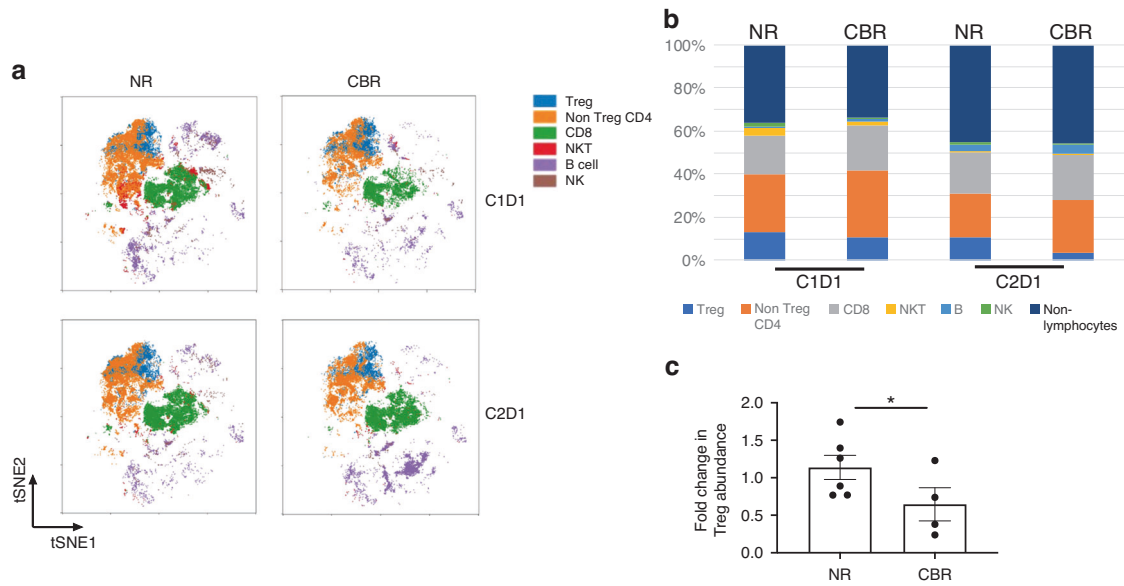 a
NR
CBR
Treg
Non Treg CD4
CD8
NKT
B cell
NK
C1D1
C2D1
tSNE2
tSNE1
b
NR
CBR
NR
CBR
100%
80%
60%
40%
20%
0%
C1D1
C2D1
Treg
Non Treg
CD4
CD8
NKT
B
NK
Non-
lymphocytes
c
*
2.0
1.5
1.0
0.5
0.0
Fold change in
Treg abundance
NR
CBR